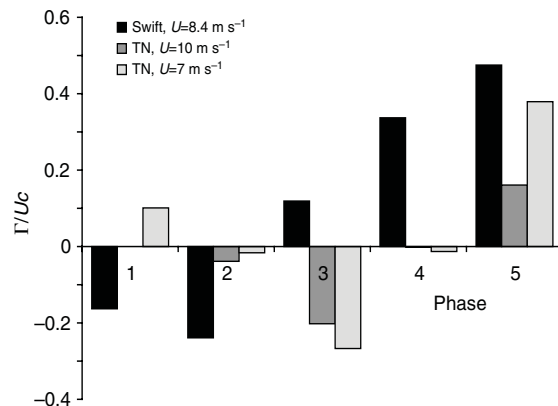 0.6
Swift, U=8.4 m s⁻¹
TN, U=10 m s⁻¹
TN, U=7 m s⁻¹
0.4
0.2
Γ/Uc
0
1 2 3 4 5
Phase
−0.2
−0.4